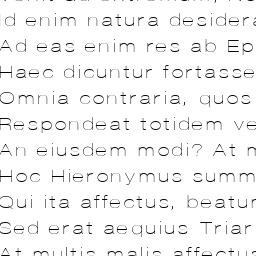 Id enim natura desidera
Ad eas enim res ab Ep
Haec dicuntur fortasse
Omnia contraria, quos
Respondeat totidem ve
An eiusdem modi? At m
Hoc Hieronymus summ
Qui ita affectus, beatur
Sed erat aequius Triar
At multis malis affectus